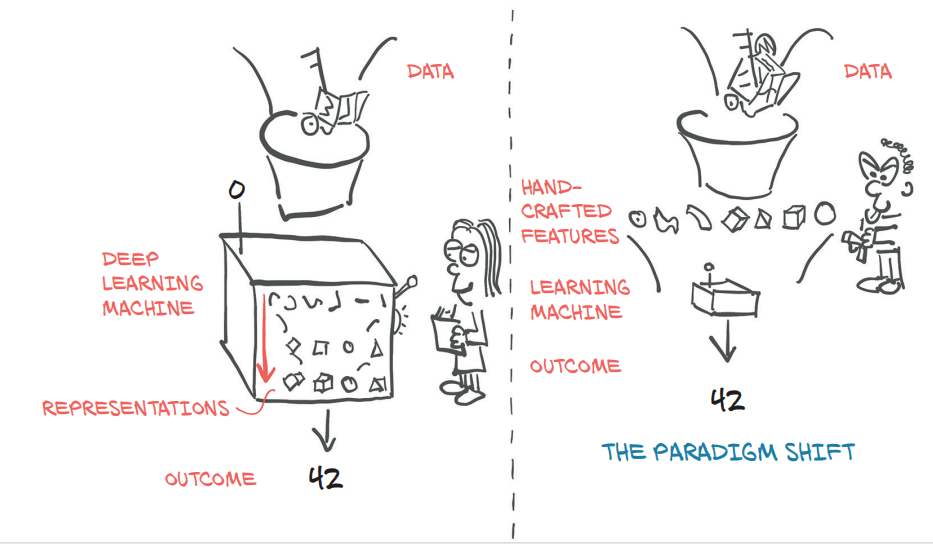 DATA
DEEP
LEARNING
MACHINE
REPRESENTATIONS
OUTCOME
42
DATA
HAND-
CRAFTED
FEATURES
LEARNING
MACHINE
OUTCOME
42
THE PARADIGM SHIFT